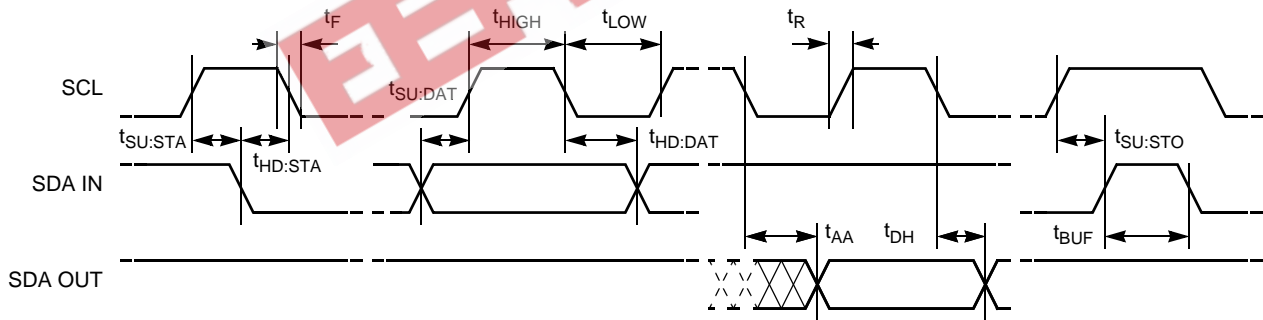 tF tHIGH tLOW tR
SCL
tSU:DAT
tSU:STA tHD:STA tHD:DAT tSU:STO
SDA IN
tAA tDH tBUF
SDA OUT